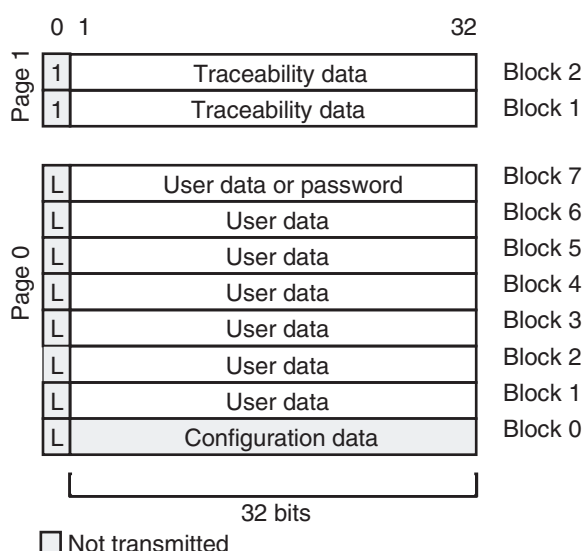 0 1 32
Page 1
1 Traceability data Block 2
1 Traceability data Block 1
Page 0
L User data or password Block 7
L User data Block 6
L User data Block 5
L User data Block 4
L User data Block 3
L User data Block 2
L User data Block 1
L Configuration data Block 0
32 bits
Not transmitted